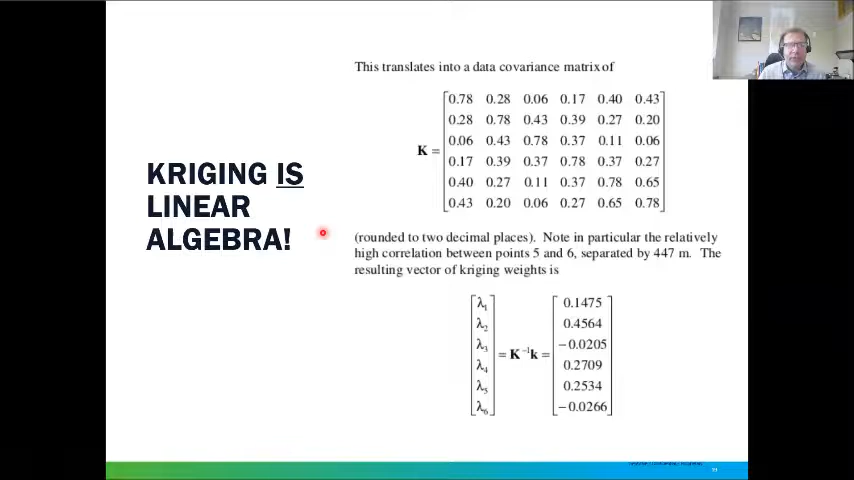 This translates into a data covariance matrix of
K =
0.78 0.28 0.06 0.17 0.40 0.43
0.28 0.78 0.43 0.39 0.27 0.20
0.06 0.43 0.78 0.37 0.11 0.06
0.17 0.39 0.37 0.78 0.37 0.27
0.40 0.27 0.11 0.37 0.78 0.65
0.43 0.20 0.06 0.27 0.65 0.78
KRIGING IS
LINEAR
ALGEBRA!
(rounded to two decimal places). Note in particular the relatively
high correlation between points 5 and 6, separated by 447 m. The
resulting vector of kriging weights is
λ₁ 0.1475
λ₂ 0.4564
λ₃ −0.0205
λ₄ = K⁻¹k = 0.2709
λ₅ 0.2534
λ₆ −0.0266